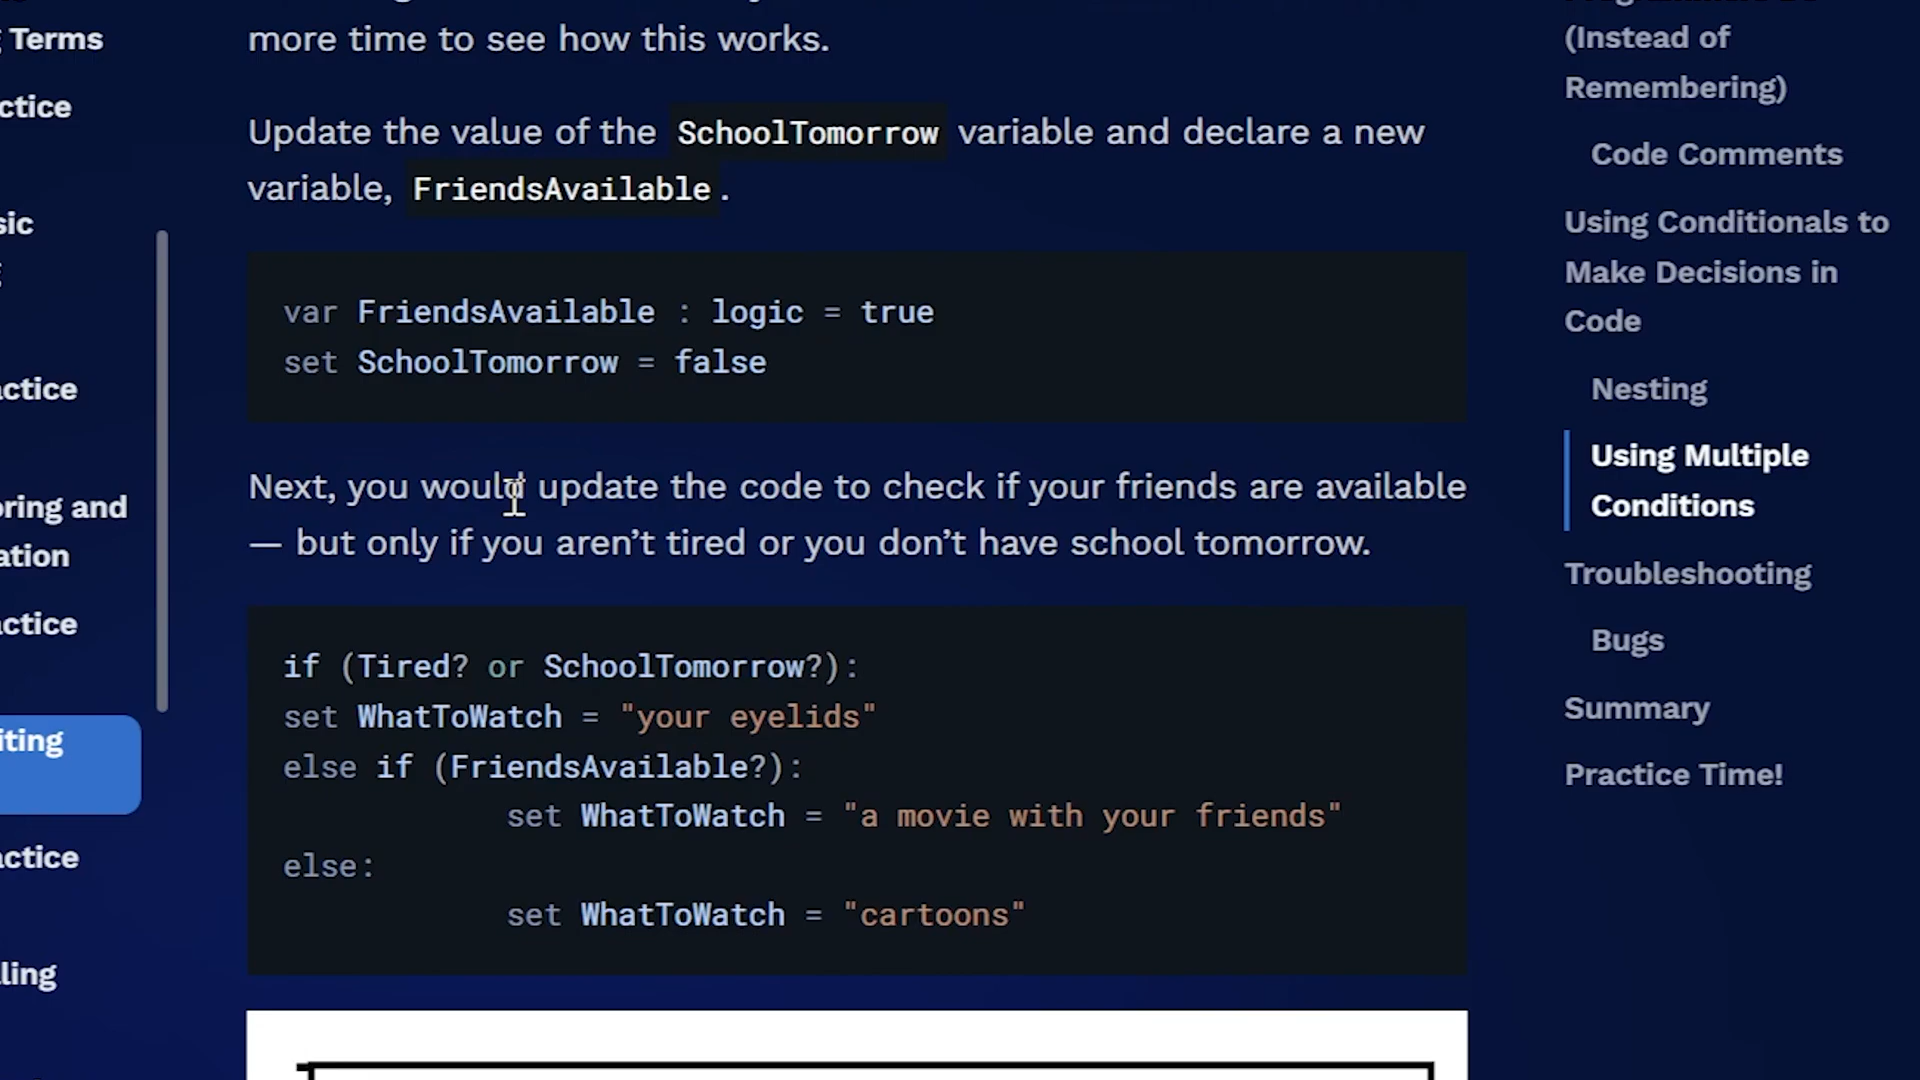 Terms
ctice
sic
actice
oring and
ation
actice
iting
actice
ling
more time to see how this works.
Update the value of the SchoolTomorrow variable and declare a new
variable, FriendsAvailable.
var FriendsAvailable : logic = true
set SchoolTomorrow = false
Next, you would update the code to check if your friends are available
— but only if you aren’t tired or you don’t have school tomorrow.
if (Tired? or SchoolTomorrow?):
set WhatToWatch = "your eyelids"
else if (FriendsAvailable?):
set WhatToWatch = "a movie with your friends"
else:
set WhatToWatch = "cartoons"
(Instead of
Remembering)
Code Comments
Using Conditionals to
Make Decisions in
Code
Nesting
Using Multiple
Conditions
Troubleshooting
Bugs
Summary
Practice Time!